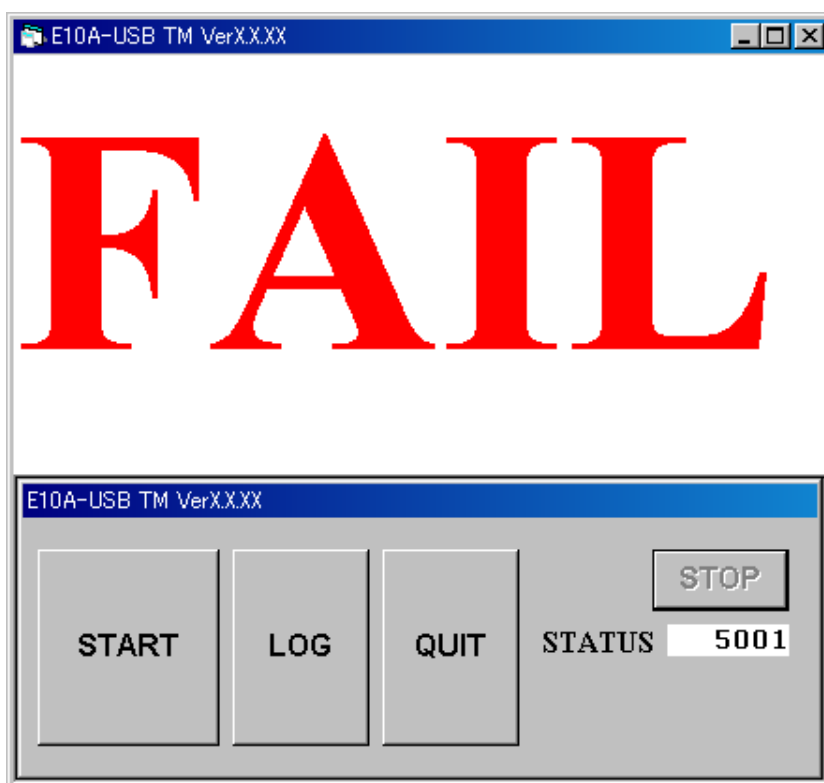 E10A-USB TM VerX.X.XX
FAIL
E10A-USB TM VerX.X.XX
STOP
START LOG QUIT STATUS 5001